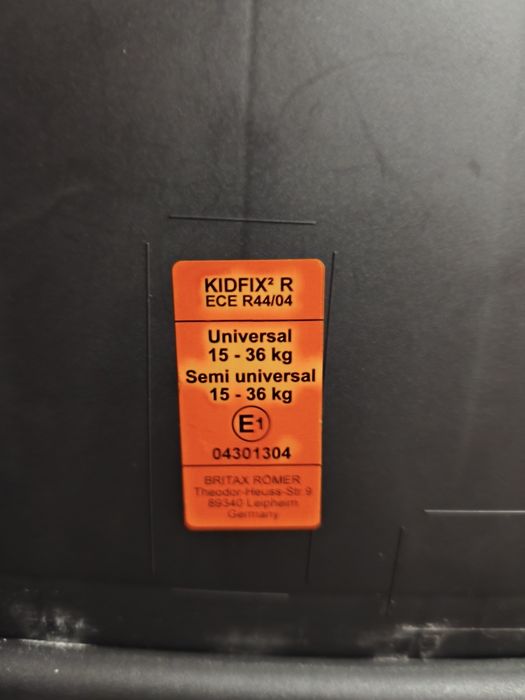 KIDFIX² R
ECE R44/04
Universal
15 - 36 kg
Semi universal
15 - 36 kg
E1
04301304
BRITAX RÖMER
Theodor-Heuss-Str.9
89340 Leipheim
Germany